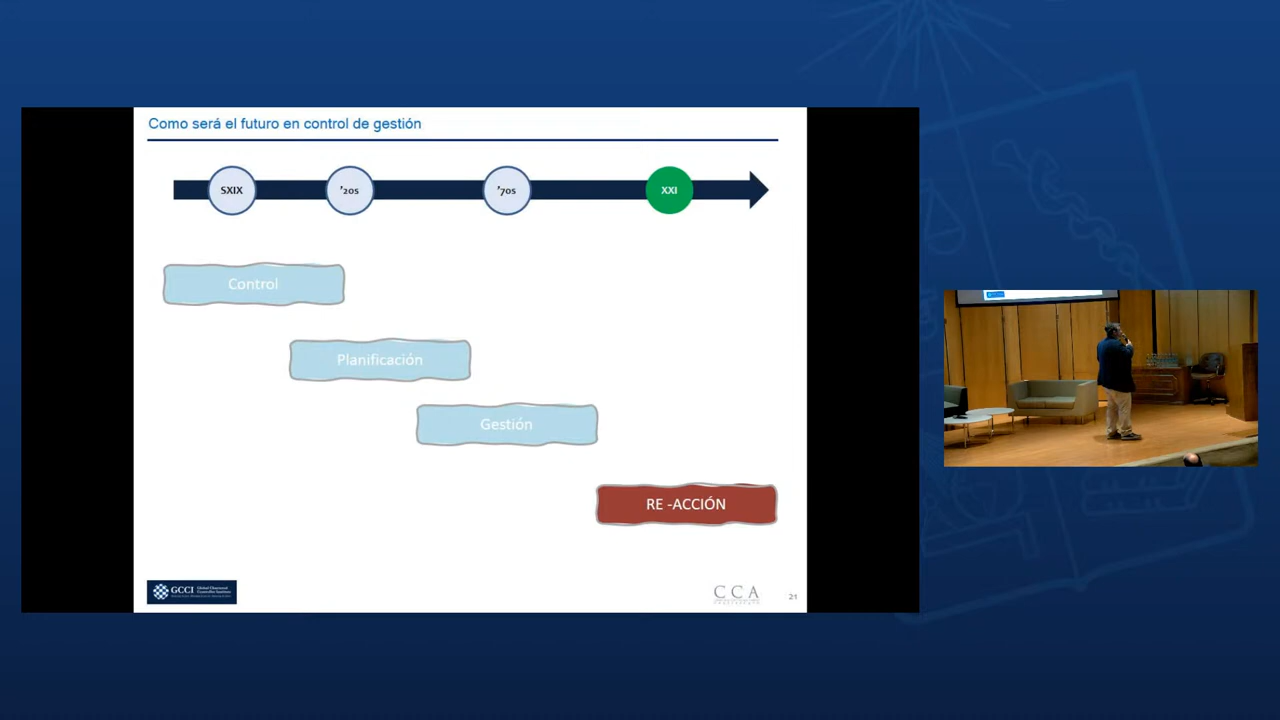 Como será el futuro en control de gestión
SXIX
'20s
'70s
XXI
Control
Planificación
Gestión
RE -ACCIÓN
GCCI
Global Chartered
Controller Institute
CCA
21